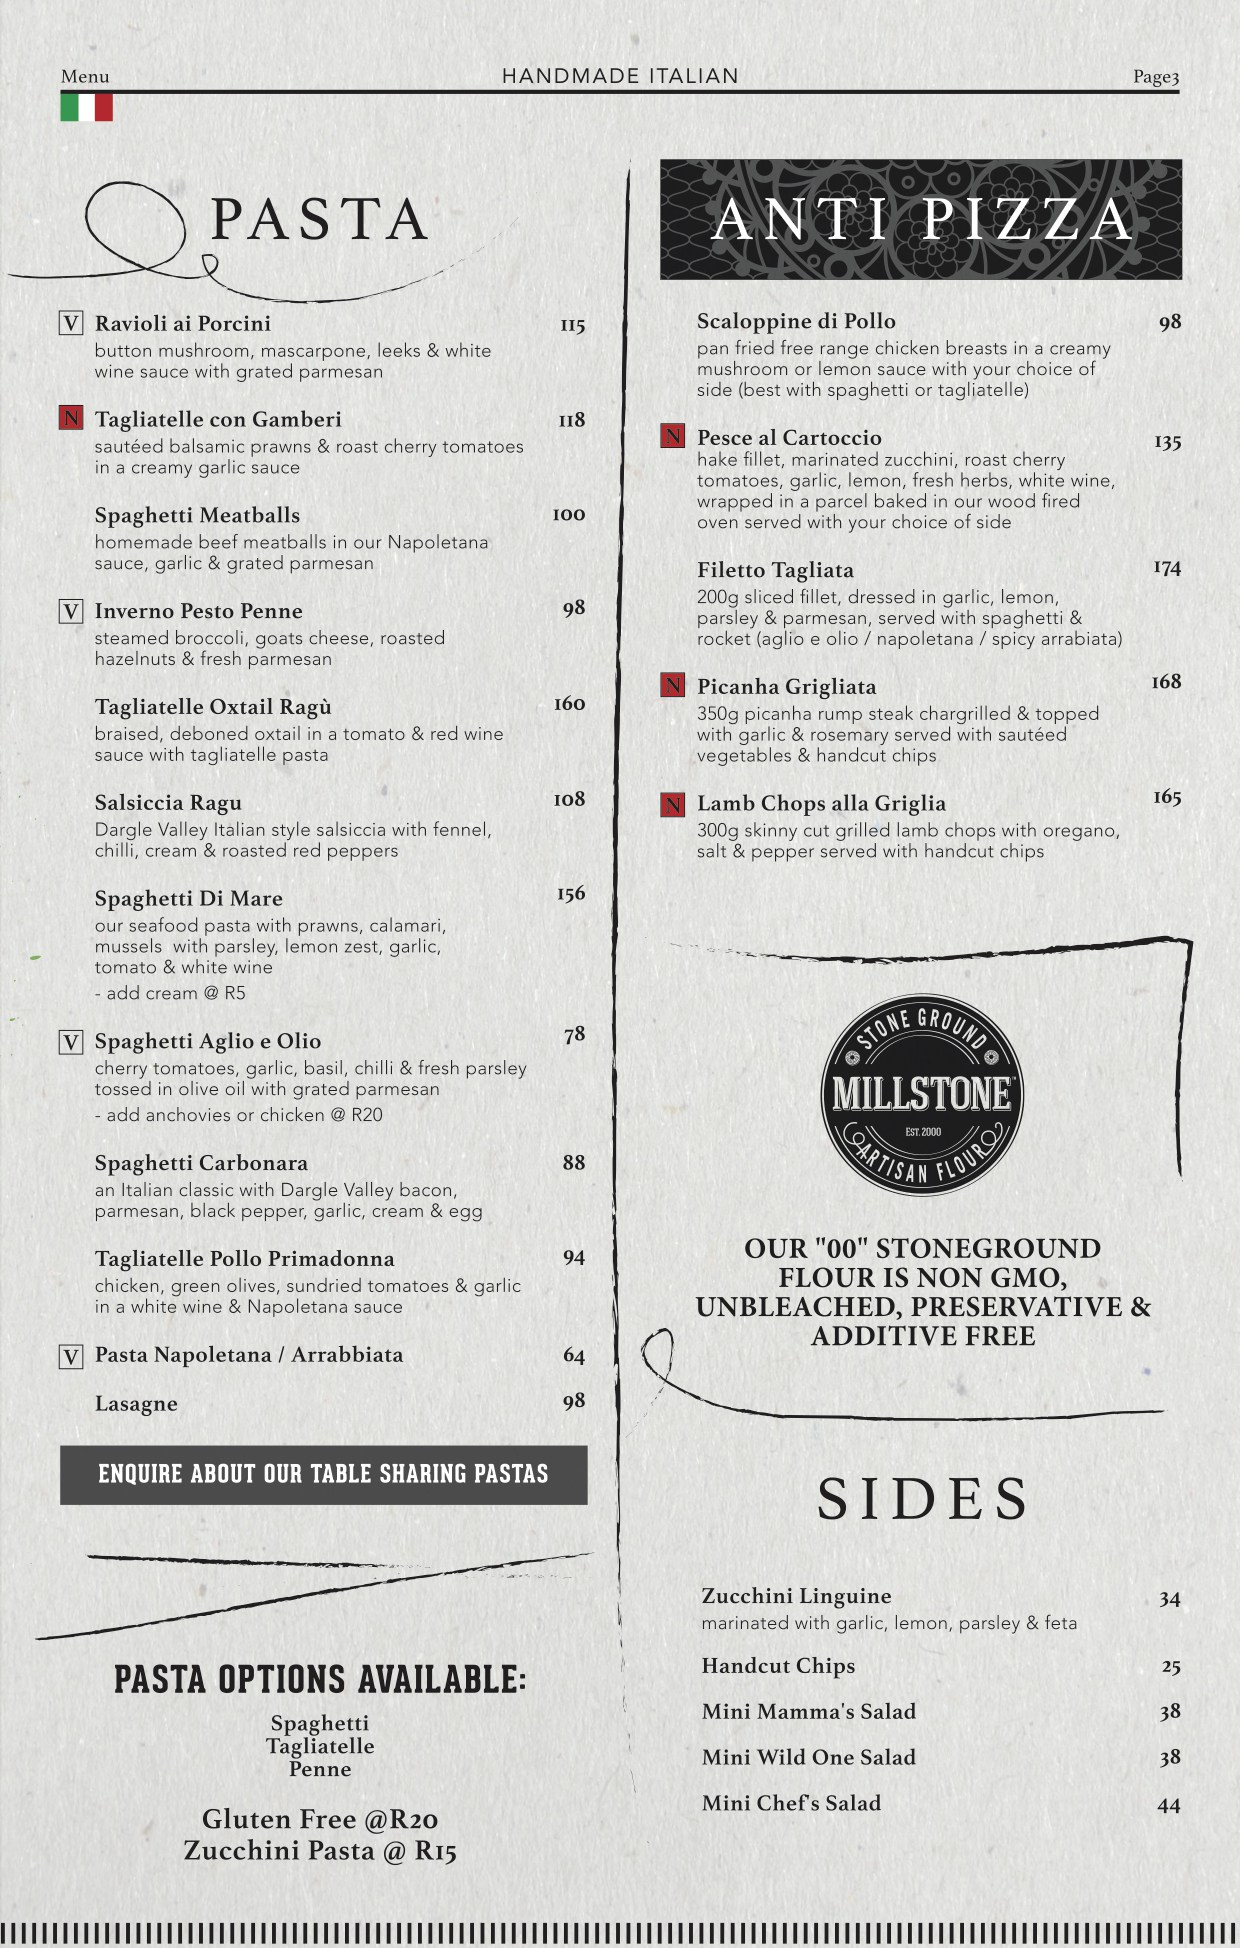 Menu
HANDMADE ITALIAN
Page3
PASTA
V Ravioli ai Porcini 115
button mushroom, mascarpone, leeks & white
wine sauce with grated parmesan
N Tagliatelle con Gamberi 118
sautéed balsamic prawns & roast cherry tomatoes
in a creamy garlic sauce
Spaghetti Meatballs 100
homemade beef meatballs in our Napoletana
sauce, garlic & grated parmesan
V Inverno Pesto Penne 98
steamed broccoli, goats cheese, roasted
hazelnuts & fresh parmesan
Tagliatelle Oxtail Ragù 160
braised, deboned oxtail in a tomato & red wine
sauce with tagliatelle pasta
Salsiccia Ragu 108
Dargle Valley Italian style salsiccia with fennel,
chilli, cream & roasted red peppers
Spaghetti Di Mare 156
our seafood pasta with prawns, calamari,
mussels with parsley, lemon zest, garlic,
tomato & white wine
- add cream @ R5
V Spaghetti Aglio e Olio 78
cherry tomatoes, garlic, basil, chilli & fresh parsley
tossed in olive oil with grated parmesan
- add anchovies or chicken @ R20
Spaghetti Carbonara 88
an Italian classic with Dargle Valley bacon,
parmesan, black pepper, garlic, cream & egg
Tagliatelle Pollo Primadonna 94
chicken, green olives, sundried tomatoes & garlic
in a white wine & Napoletana sauce
V Pasta Napoletana / Arrabbiata 64
Lasagne 98
ENQUIRE ABOUT OUR TABLE SHARING PASTAS
PASTA OPTIONS AVAILABLE:
Spaghetti
Tagliatelle
Penne
Gluten Free @R20
Zucchini Pasta @ R15
ANTI PIZZA
Scaloppine di Pollo 98
pan fried free range chicken breasts in a creamy
mushroom or lemon sauce with your choice of
side (best with spaghetti or tagliatelle)
N Pesce al Cartoccio 135
hake fillet, marinated zucchini, roast cherry
tomatoes, garlic, lemon, fresh herbs, white wine,
wrapped in a parcel baked in our wood fired
oven served with your choice of side
Filetto Tagliata 174
200g sliced fillet, dressed in garlic, lemon,
parsley & parmesan, served with spaghetti &
rocket (aglio e olio / napoletana / spicy arrabiata)
N Picanha Grigliata 168
350g picanha rump steak chargrilled & topped
with garlic & rosemary served with sautéed
vegetables & handcut chips
N Lamb Chops alla Griglia 165
300g skinny cut grilled lamb chops with oregano,
salt & pepper served with handcut chips
STONE GROUND
MILLSTONE™
EST. 2000
ARTISAN FLOUR
OUR "00" STONEGROUND
FLOUR IS NON GMO,
UNBLEACHED, PRESERVATIVE &
ADDITIVE FREE
SIDES
Zucchini Linguine 34
marinated with garlic, lemon, parsley & feta
Handcut Chips 25
Mini Mamma's Salad 38
Mini Wild One Salad 38
Mini Chef's Salad 44